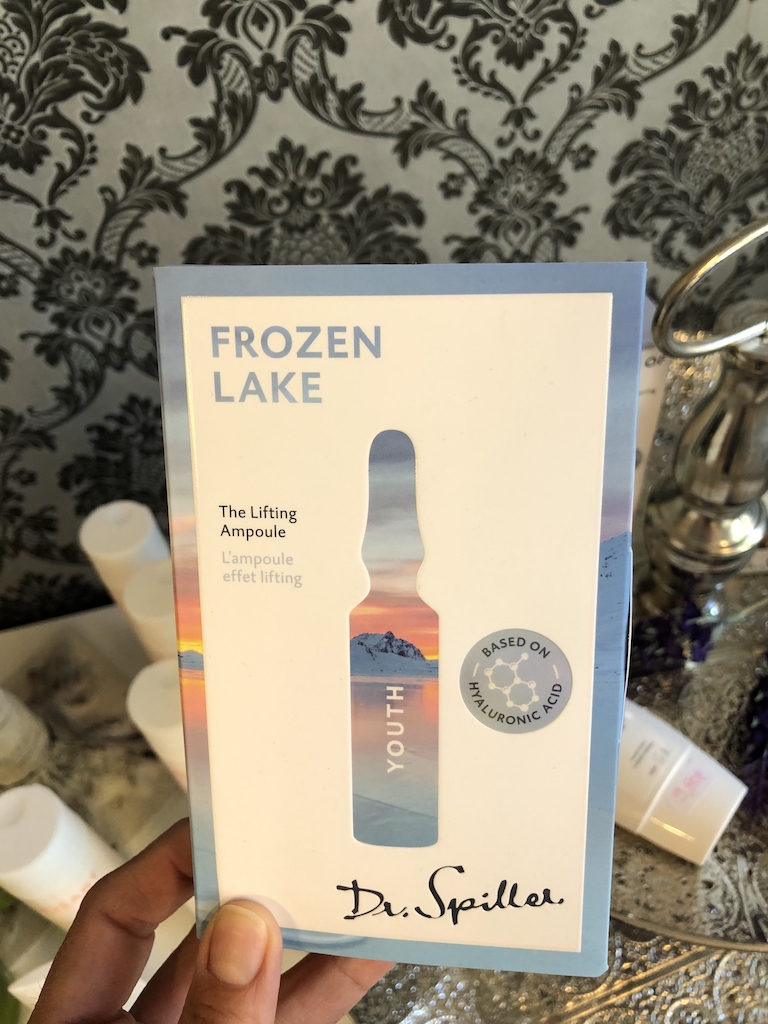 FROZEN
LAKE
The Lifting
Ampoule
L'ampoule
effet lifting
YOUTH
BASED ON
HYALURONIC ACID
Dr. Spiller.